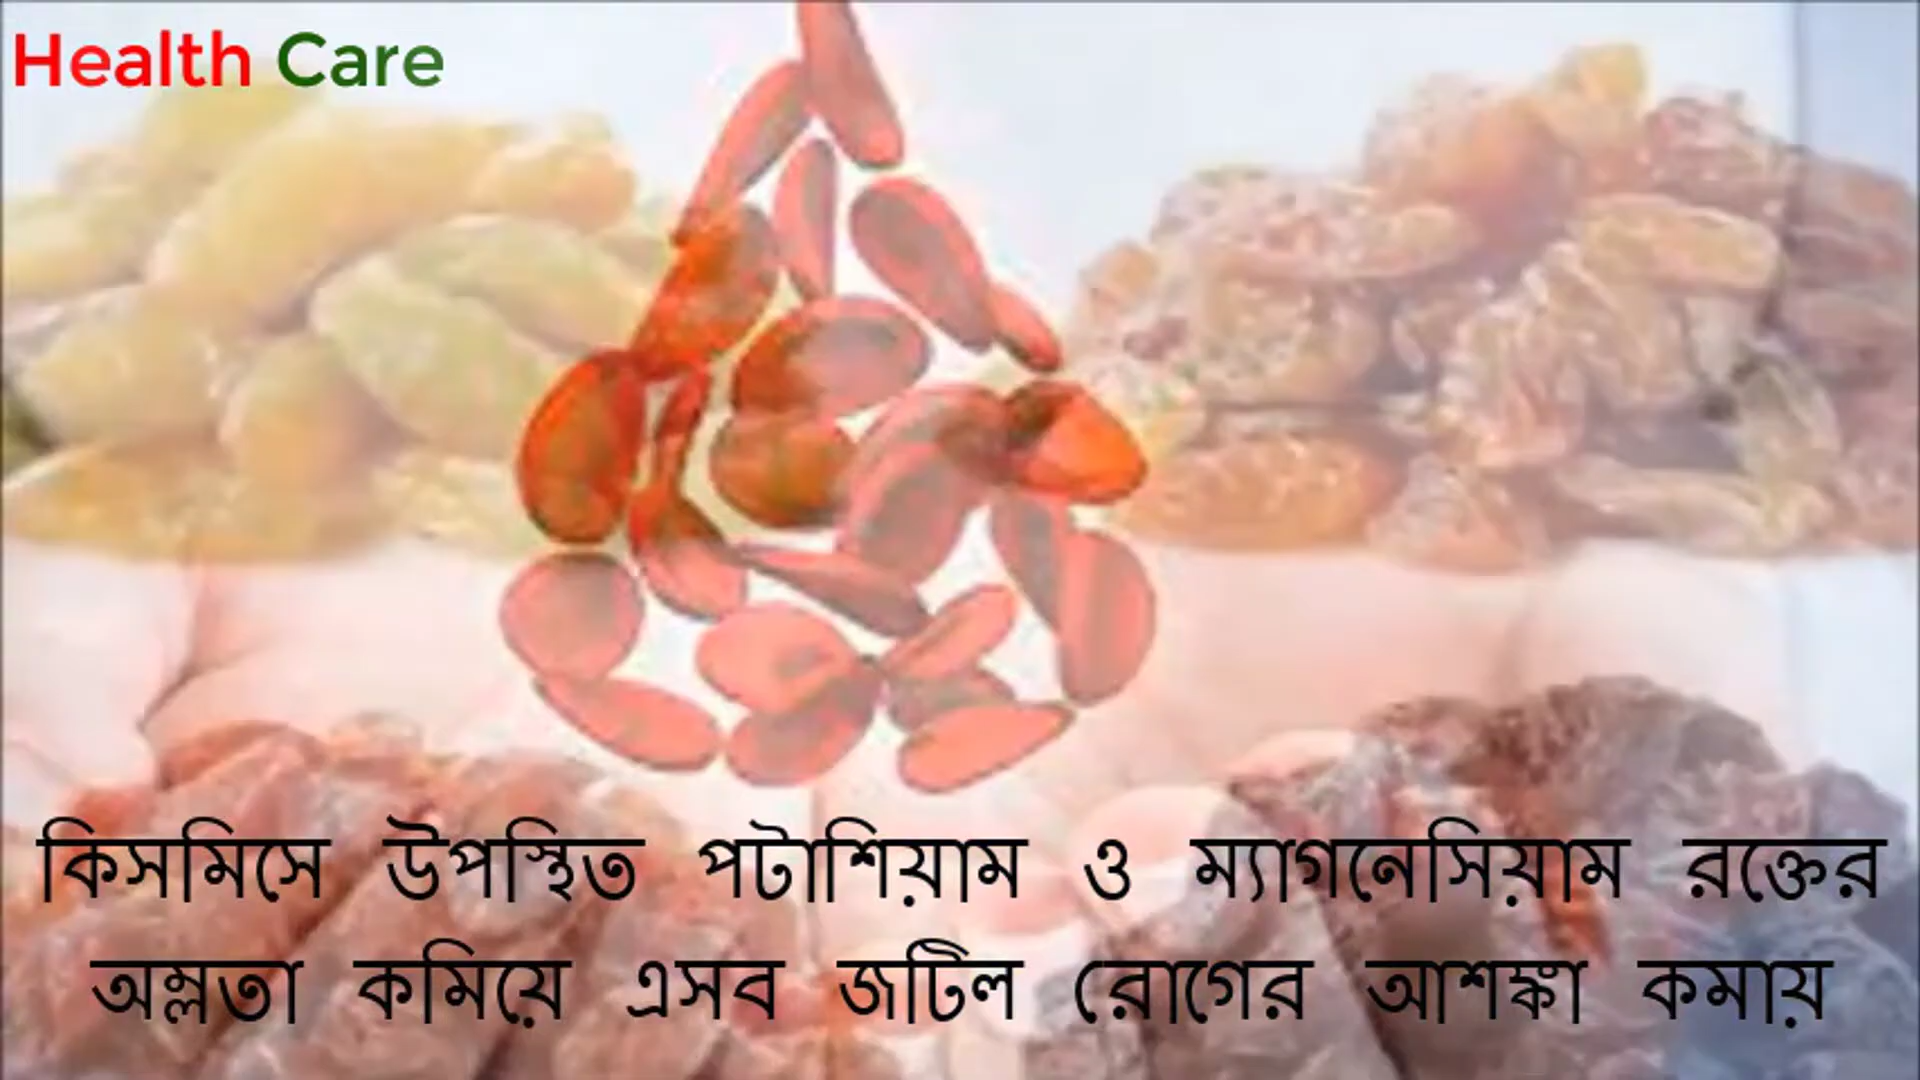 Health Care
কিসমিসে উপস্থিত পটাশিয়াম ও ম্যাগনেসিয়াম রক্তের
অম্লতা কমিয়ে এসব জটিল রোগের আশঙ্কা কমায়